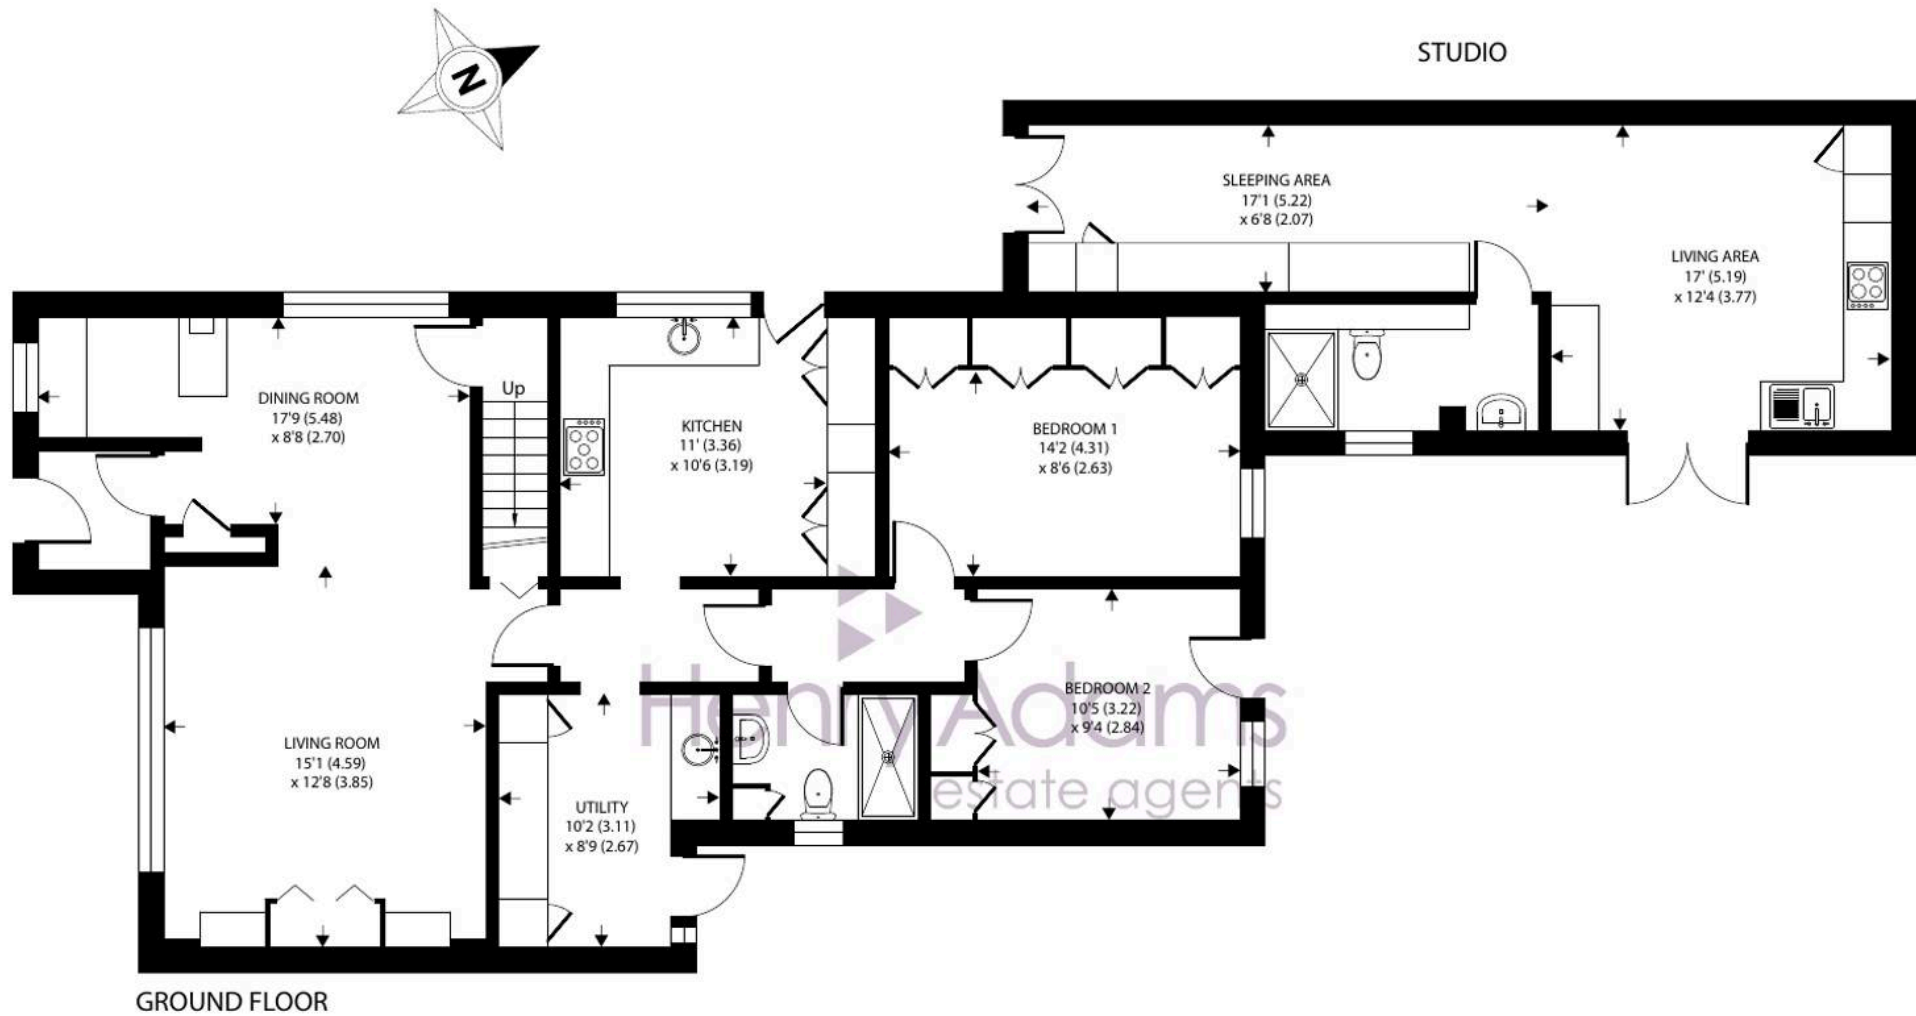 STUDIO
N
SLEEPING AREA
17'1 (5.22)
x 6'8 (2.07)
LIVING AREA
17' (5.19)
x 12'4 (3.77)
DINING ROOM
17'9 (5.48)
x 8'8 (2.70)
Up
KITCHEN
11' (3.36)
x 10'6 (3.19)
BEDROOM 1
14'2 (4.31)
x 8'6 (2.63)
BEDROOM 2
10'5 (3.22)
x 9'4 (2.84)
Henry Adams
estate agents
LIVING ROOM
15'1 (4.59)
x 12'8 (3.85)
UTILITY
10'2 (3.11)
x 8'9 (2.67)
GROUND FLOOR